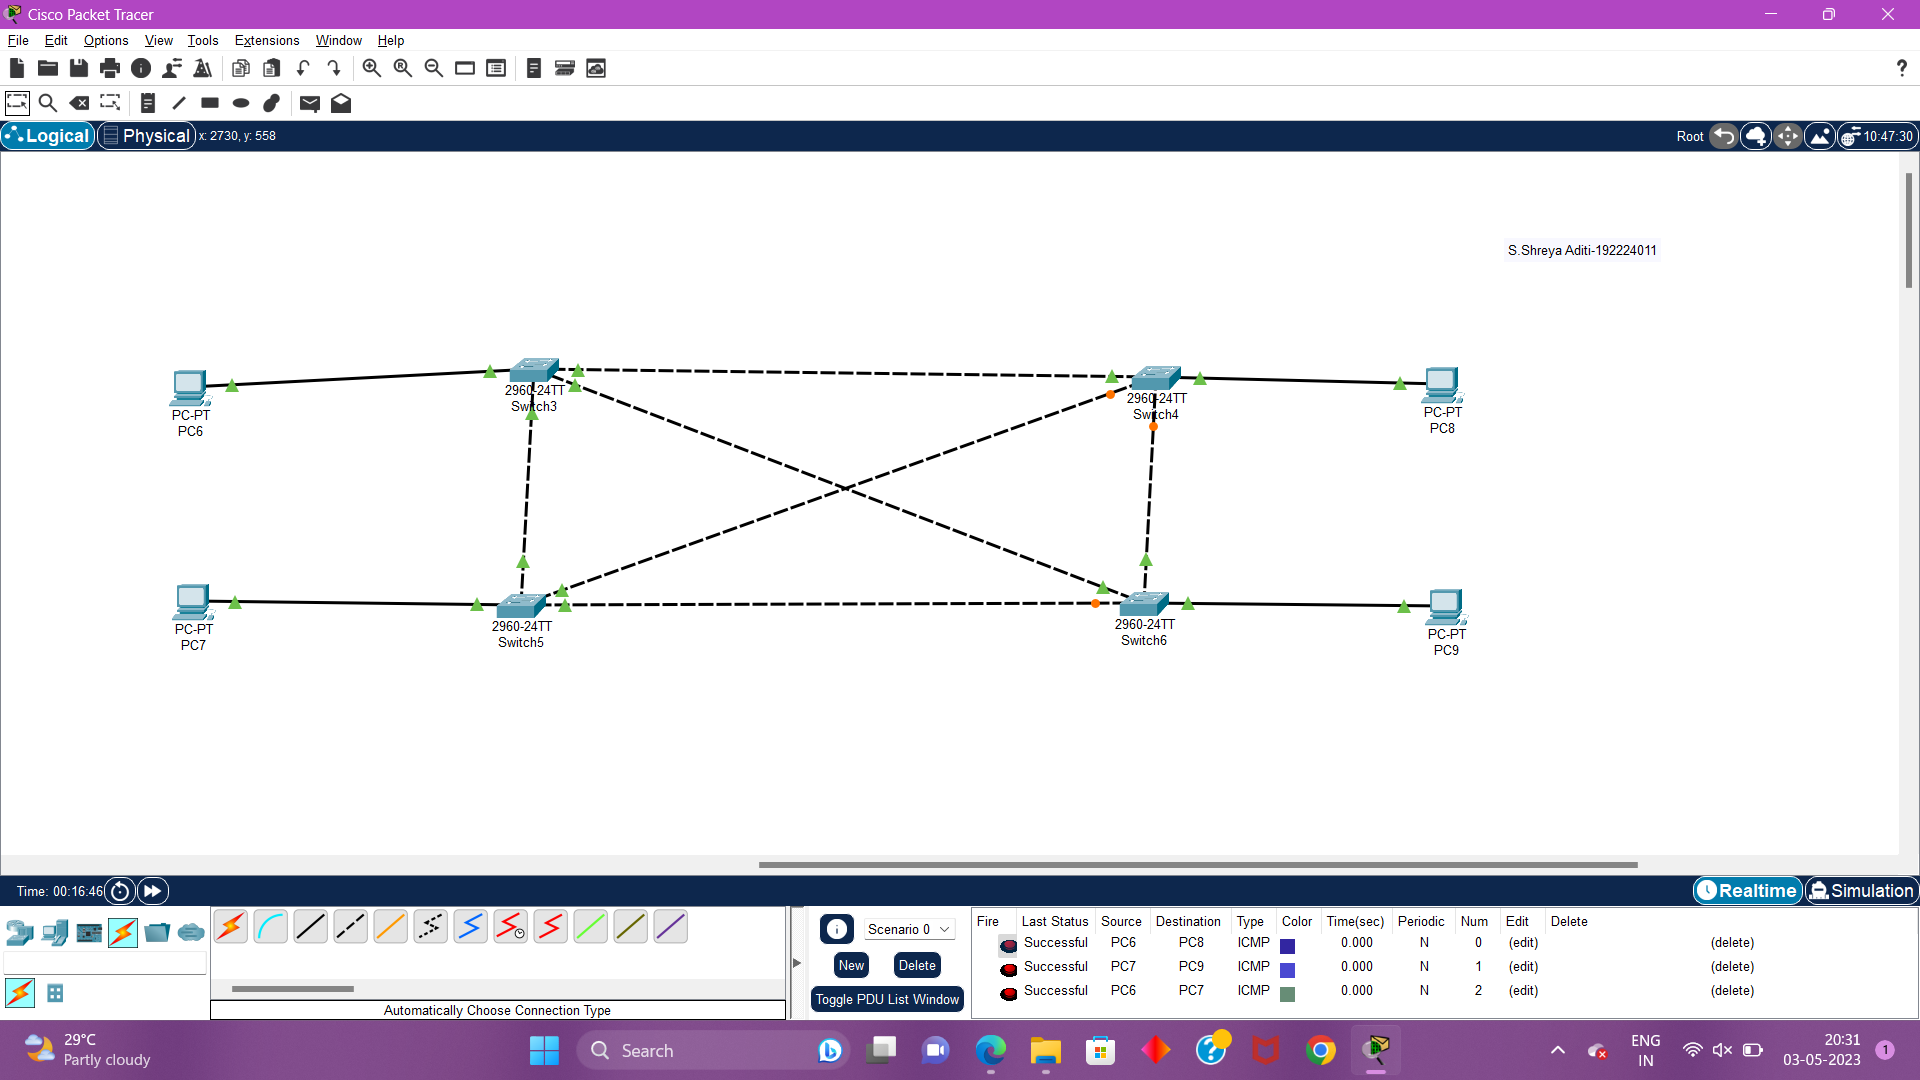 Cisco Packet Tracer
File Edit Options View Tools Extensions Window Help
Logical Physical x: 2730, y: 558 Root 10:47:30
S.Shreya Aditi-192224011
PC-PT
PC6
2960-24TT
Switch3
2960-24TT
Switch4
PC-PT
PC8
PC-PT
PC7
2960-24TT
Switch5
2960-24TT
Switch6
PC-PT
PC9
Time: 00:16:46 Realtime Simulation
Automatically Choose Connection Type
Scenario 0
New Delete
Toggle PDU List Window
Fire Last Status Source Destination Type Color Time(sec) Periodic Num Edit Delete
Successful PC6 PC8 ICMP 0.000 N 0 (edit) (delete)
Successful PC7 PC9 ICMP 0.000 N 1 (edit) (delete)
Successful PC6 PC7 ICMP 0.000 N 2 (edit) (delete)
29°C
Partly cloudy
Search
ENG
IN
20:31
03-05-2023
1